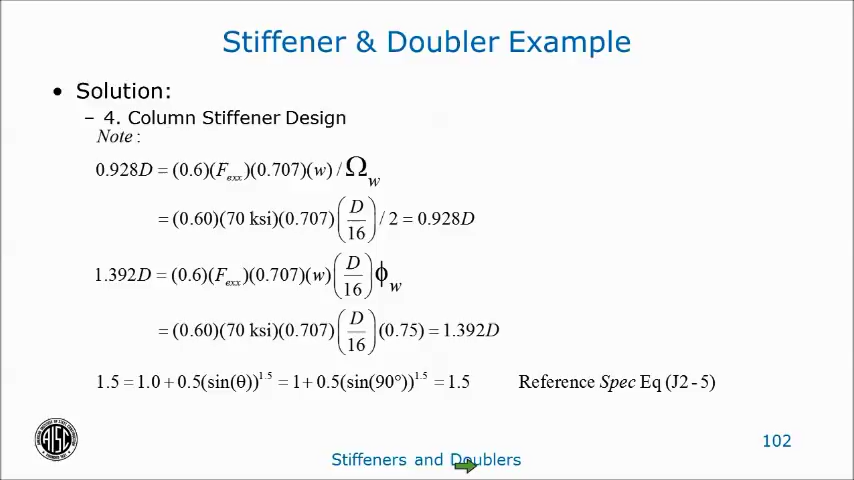 Stiffener & Doubler Example
• Solution:
– 4. Column Stiffener Design
Note :
0.928D = (0.6)(F_exx)(0.707)(w) / Ω_w
= (0.60)(70 ksi)(0.707)(D/16) / 2 = 0.928D
1.392D = (0.6)(F_exx)(0.707)(w)(D/16)ϕ_w
= (0.60)(70 ksi)(0.707)(D/16)(0.75) = 1.392D
1.5 = 1.0 + 0.5(sin(θ))^1.5 = 1 + 0.5(sin(90°))^1.5 = 1.5 Reference Spec Eq (J2 - 5)
AISC
102
Stiffeners and Doublers